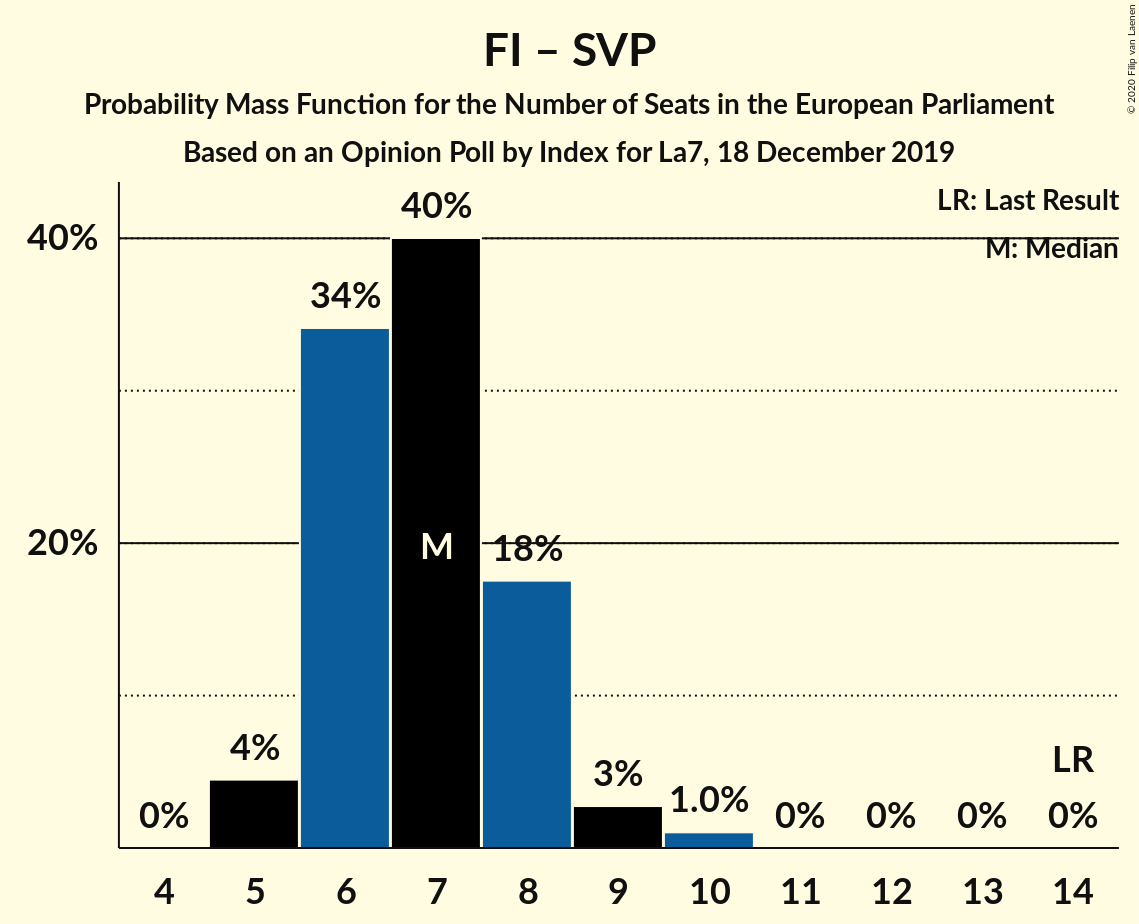 FI – SVP
Probability Mass Function for the Number of Seats in the European Parliament
Based on an Opinion Poll by Index for La7, 18 December 2019
© 2020 Filip van Laenen
LR: Last Result
M: Median
40%
20%
0%
4%
34%
40%
M
18%
3%
1.0%
0%
0%
0%
LR
0%
4 5 6 7 8 9 10 11 12 13 14